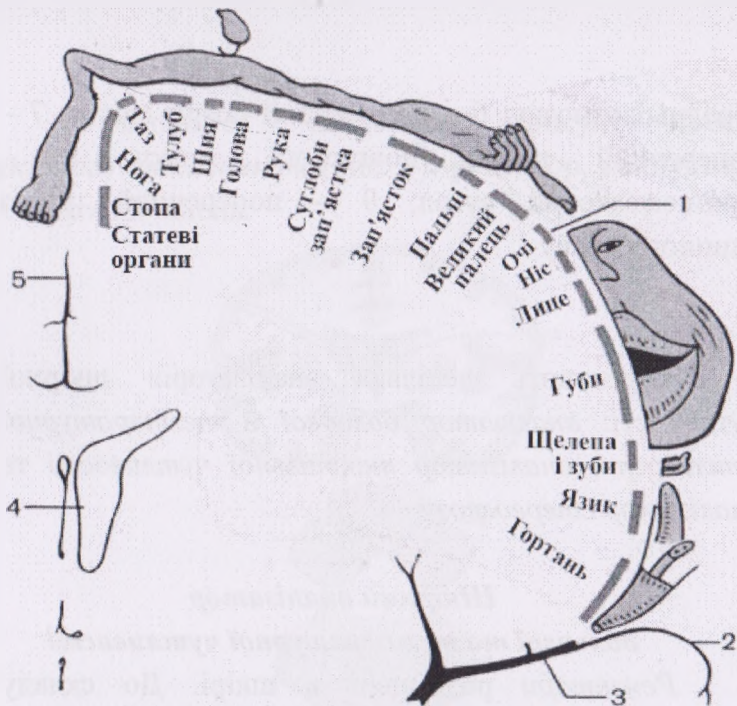 Таз
Тулуб
Шия
Голова
Рука
Суглоби
зап'ястка
Зап'ясток
Пальці
Великий
палець
Очі
Ніс
Лице
Нога
Стопа
Статеві
органи
1
5
Губи
Щелепа
і зуби
Язик
4
Гортань
2
3